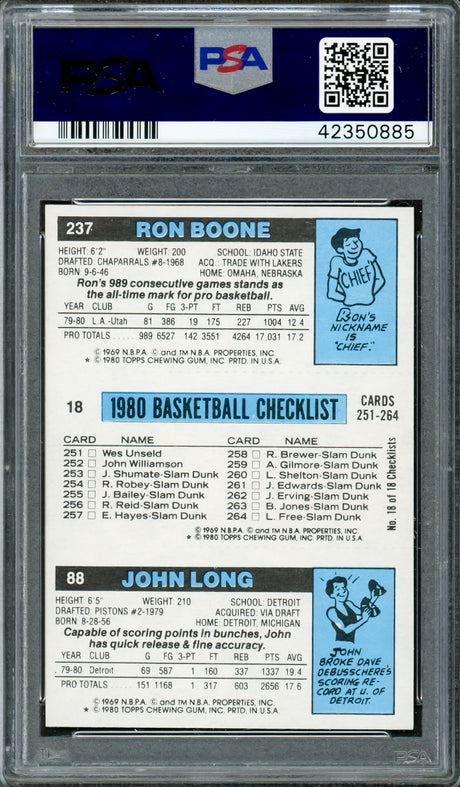 PSA PSA
42350885
237 RON BOONE
HEIGHT: 6'2" WEIGHT: 200 SCHOOL: IDAHO STATE
DRAFTED: CHAPARRALS #8-1968 ACQ.: TRADE WITH LAKERS
BORN: 9-6-46 HOME: OMAHA, NEBRASKA
Ron's 989 consecutive games stands as
the all-time mark for pro basketball.
YEAR CLUB G FG 3-PT FT REB PTS AVG
79-80 L.A.-Utah 81 386 19 175 227 1004 12.4
PRO TOTALS..... 989 6527 142 3551 4264 17.031 17.2
© 1969 N.B.P.A. © and TM N.B.A. PROPERTIES, INC.
* © 1980 TOPPS CHEWING GUM, INC. PRTD. IN U.S.A.
CHIEF
RON'S
NICKNAME
IS
"CHIEF."
18 1980 BASKETBALL CHECKLIST CARDS
251-264
CARD NAME CARD NAME
251 □ Wes Unseld 258 □ R. Brewer-Slam Dunk
252 □ John Williamson 259 □ A. Gilmore-Slam Dunk
253 □ J. Shumate-Slam Dunk 260 □ L. Shelton-Slam Dunk
254 □ R. Robey-Slam Dunk 261 □ J. Edwards-Slam Dunk
255 □ J. Bailey-Slam Dunk 262 □ J. Erving-Slam Dunk
256 □ R. Reid-Slam Dunk 263 □ B. Jones-Slam Dunk
257 □ E. Hayes-Slam Dunk 264 □ L. Free-Slam Dunk
No. 18 of 18 Checklists
© 1969 N.B.P.A. © and TM N.B.A. PROPERTIES, INC.
* © 1980 TOPPS CHEWING GUM, INC. PRTD. IN U.S.A.
88 JOHN LONG
HEIGHT: 6'5" WEIGHT: 210 SCHOOL: DETROIT
DRAFTED: PISTONS #2-1979 ACQUIRED: VIA DRAFT
BORN: 8-28-56 HOME: DETROIT, MICHIGAN
Capable of scoring points in bunches, John
has quick release & fine accuracy.
YEAR CLUB G FG 3-PT FT REB PTS AVG
79-80 Detroit 69 587 1 160 337 1337 19.4
PRO TOTALS..... 151 1168 1 317 603 2656 17.6
© 1969 N.B.P.A. © and TM N.B.A. PROPERTIES, INC.
* © 1980 TOPPS CHEWING GUM, INC. PRTD. IN U.S.A.
JOHN
BROKE DAVE
DEBUSSCHERE'S
SCORING RE-
CORD AT U. OF
DETROIT.
PSA